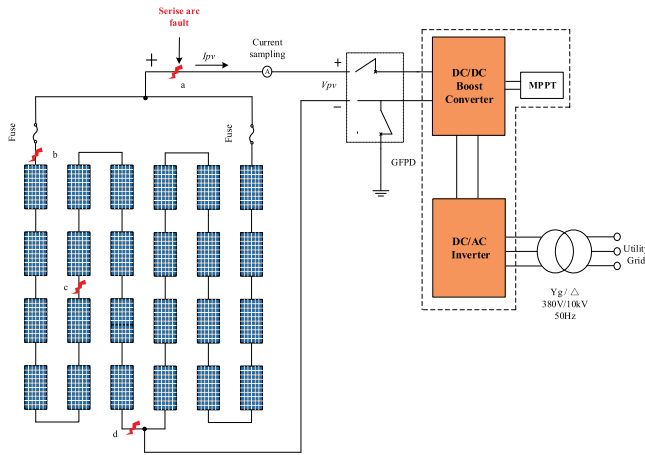 Serise arc
fault
+
Ipv
Current
sampling
A
a
+
Vpv
−
DC/DC
Boost
Converter
MPPT
Fuse
Fuse
b
GFPD
DC/AC
Inverter
Utility
Grid
c
Yg / △
380V/10kV
50Hz
d